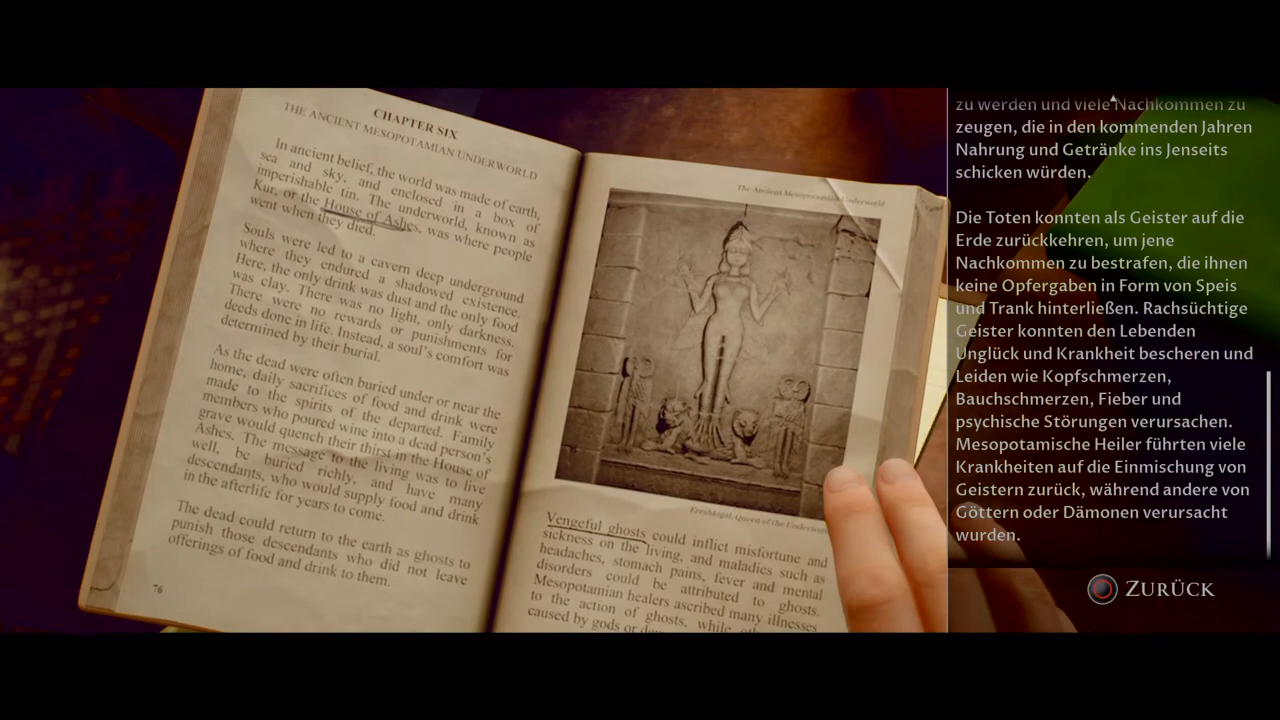 CHAPTER SIX
THE ANCIENT MESOPOTAMIAN UNDERWORLD
In ancient belief, the world was made of earth,
sea and sky, and enclosed in a box of
imperishable tin. The underworld, known as
Kur, or the House of Ashes, was where people
went when they died.
Souls were led to a cavern deep underground
where they endured a shadowed existence.
Here, the only drink was dust and the only food
was clay. There was no light, only darkness.
There were no rewards or punishments for
deeds done in life. Instead, a soul's comfort was
determined by their burial.
As the dead were often buried under or near the
home, daily sacrifices of food and drink were
made to the spirits of the departed. Family
members who poured wine into a dead person's
grave would quench their thirst in the House of
Ashes. The message to the living was to live
well, be buried richly, and have many
descendants, who would supply food and drink
in the afterlife for years to come.
The dead could return to the earth as ghosts to
punish those descendants who did not leave
offerings of food and drink to them.
76
The Ancient Mesopotamian Underworld
Ereshkigal, Queen of the
Vengeful ghosts could inflict misfortune and
sickness on the living, and maladies such as
headaches, stomach pains, fever and mental
disorders could be attributed to ghosts.
Mesopotamian healers ascribed many illnesses
to the action of ghosts, while
caused by gods or
zu werden und viele Nachkommen zu
zeugen, die in den kommenden Jahren
Nahrung und Getränke ins Jenseits
schicken würden.
Die Toten konnten als Geister auf die
Erde zurückkehren, um jene
Nachkommen zu bestrafen, die ihnen
keine Opfergaben in Form von Speis
und Trank hinterließen. Rachsüchtige
Geister konnten den Lebenden
Unglück und Krankheit bescheren und
Leiden wie Kopfschmerzen,
Bauchschmerzen, Fieber und
psychische Störungen verursachen.
Mesopotamische Heiler führten viele
Krankheiten auf die Einmischung von
Geistern zurück, während andere von
Göttern oder Dämonen verursacht
wurden.
ZURÜCK